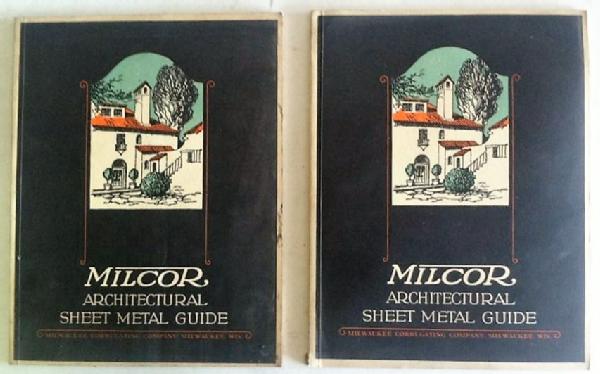 MILCOR
ARCHITECTURAL
SHEET METAL GUIDE
MILWAUKEE CORRUGATING COMPANY, MILWAUKEE, WIS.
MILCOR
ARCHITECTURAL
SHEET METAL GUIDE
MILWAUKEE CORRUGATING COMPANY, MILWAUKEE, WIS.